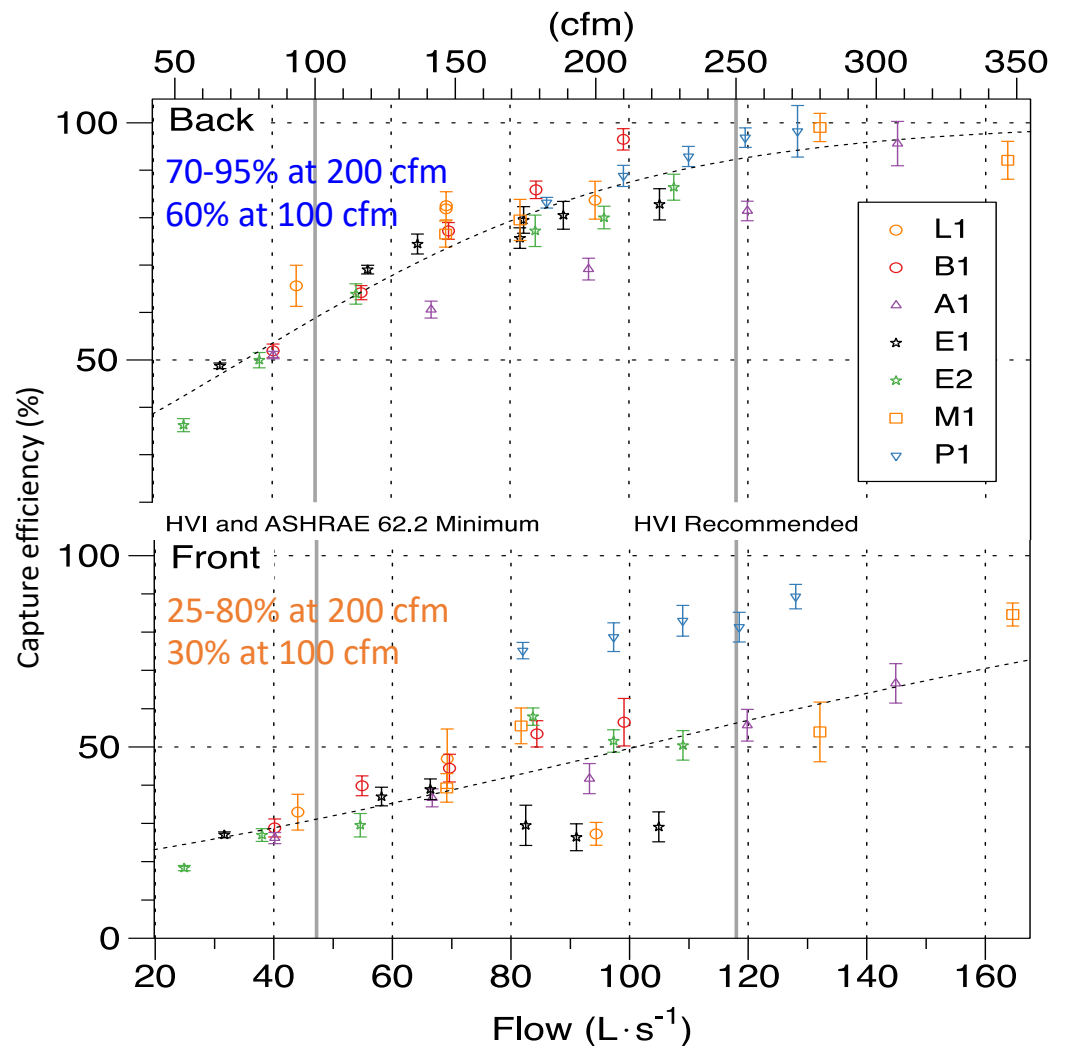 (cfm)
50 100 150 200 250 300 350
100
Back
70-95% at 200 cfm
60% at 100 cfm
50
L1
B1
A1
E1
E2
M1
P1
Capture efficiency (%)
HVI and ASHRAE 62.2 Minimum HVI Recommended
100
Front
25-80% at 200 cfm
30% at 100 cfm
50
0
20 40 60 80 100 120 140 160
Flow (L·s⁻¹)